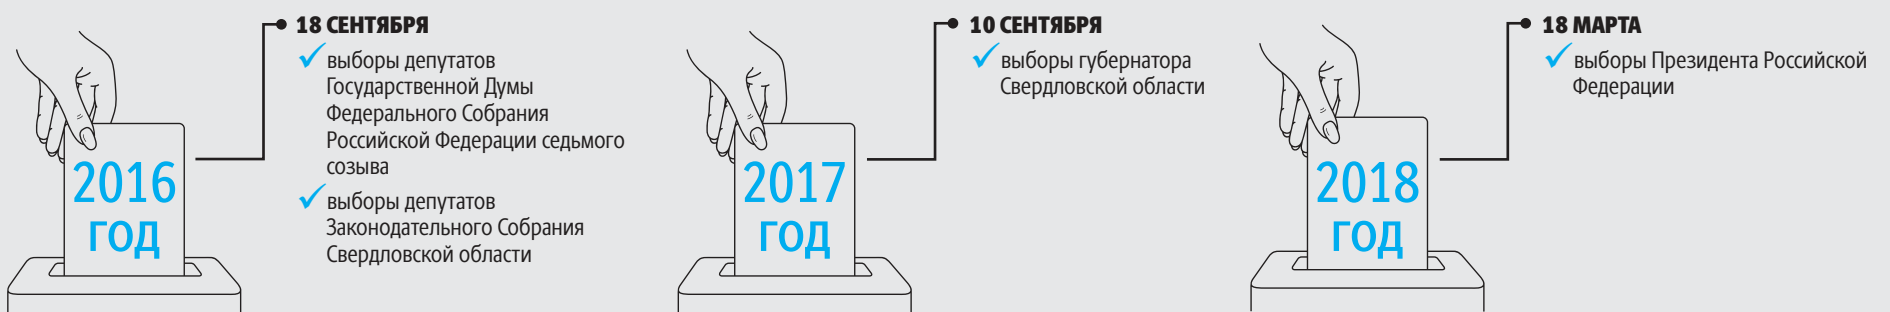 2016
ГОД
18 СЕНТЯБРЯ
выборы депутатов
Государственной Думы
Федерального Собрания
Российской Федерации седьмого
созыва
выборы депутатов
Законодательного Собрания
Свердловской области
2017
ГОД
10 СЕНТЯБРЯ
выборы губернатора
Свердловской области
2018
ГОД
18 МАРТА
выборы Президента Российской
Федерации